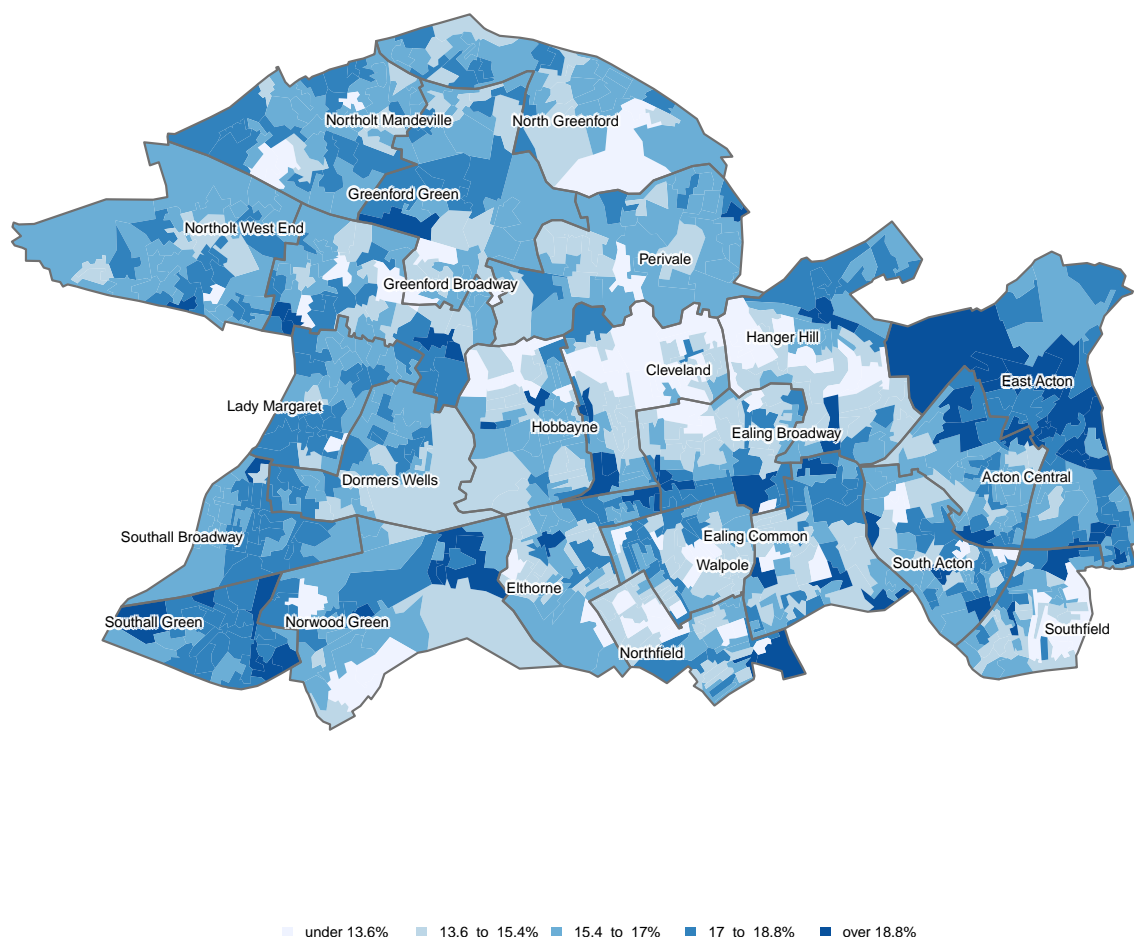 Northolt Mandeville
North Greenford
Greenford Green
Northolt West End
Perivale
Greenford Broadway
Hanger Hill
Cleveland
East Acton
Lady Margaret
Hobbayne
Ealing Broadway
Dormers Wells
Acton Central
Southall Broadway
Ealing Common
Walpole
South Acton
Elthorne
Southall Green
Norwood Green
Southfield
Northfield
under 13.6% 13.6 to 15.4% 15.4 to 17% 17 to 18.8% over 18.8%